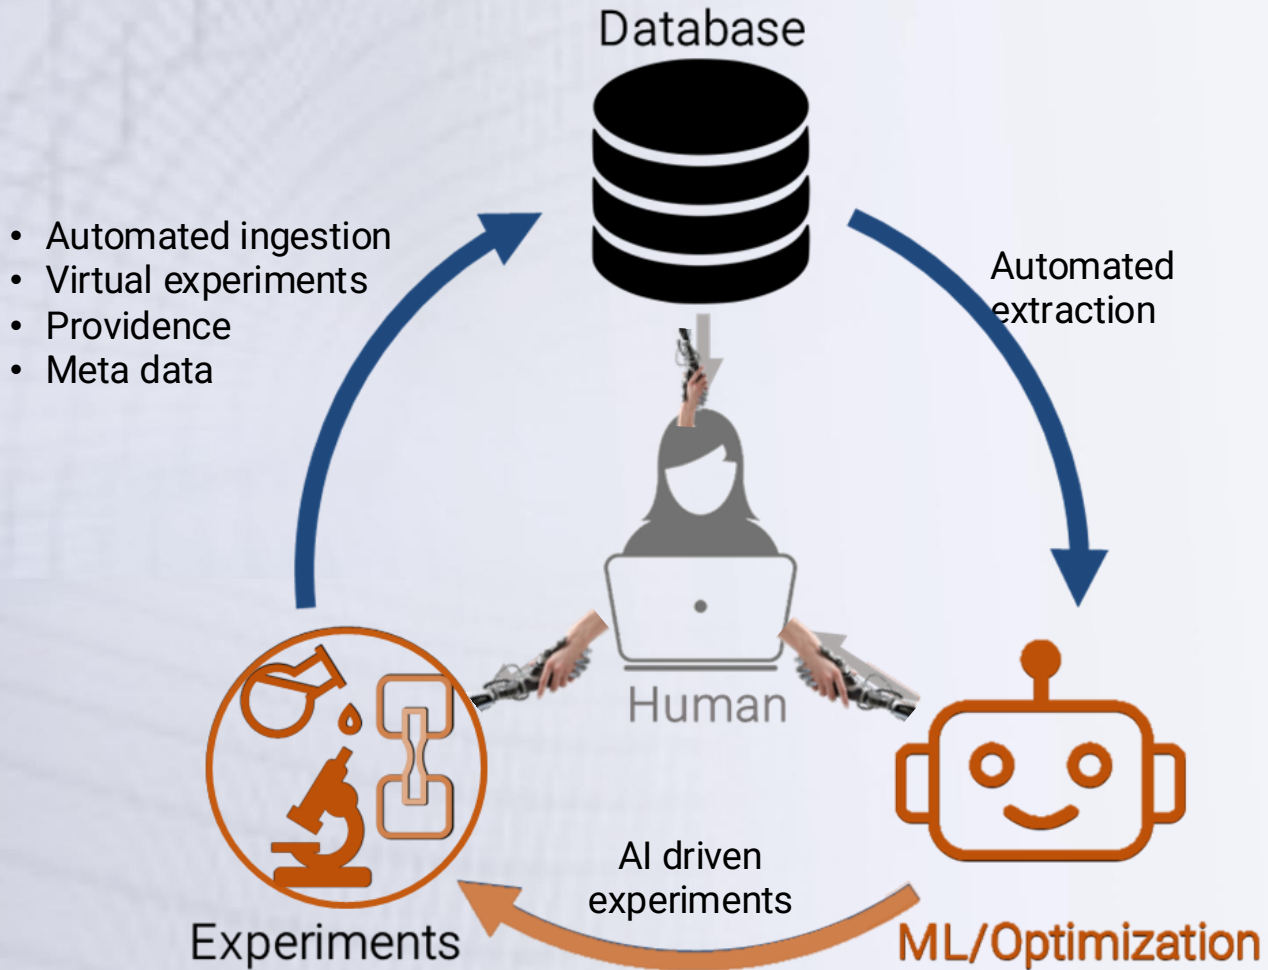 Database
• Automated ingestion
• Virtual experiments
• Providence
• Meta data
Automated
extraction
Human
AI driven
experiments
Experiments
ML/Optimization